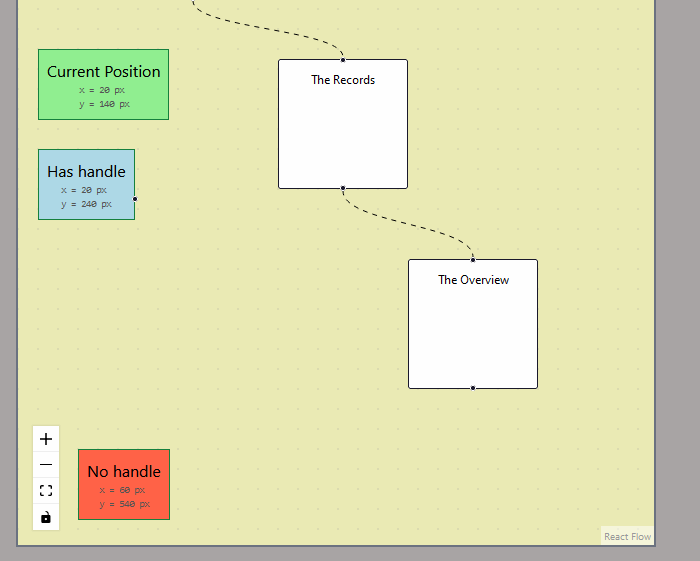 Current Position
x = 20 px
y = 140 px
The Records
Has handle
x = 20 px
y = 240 px
The Overview
No handle
x = 60 px
y = 540 px
React Flow